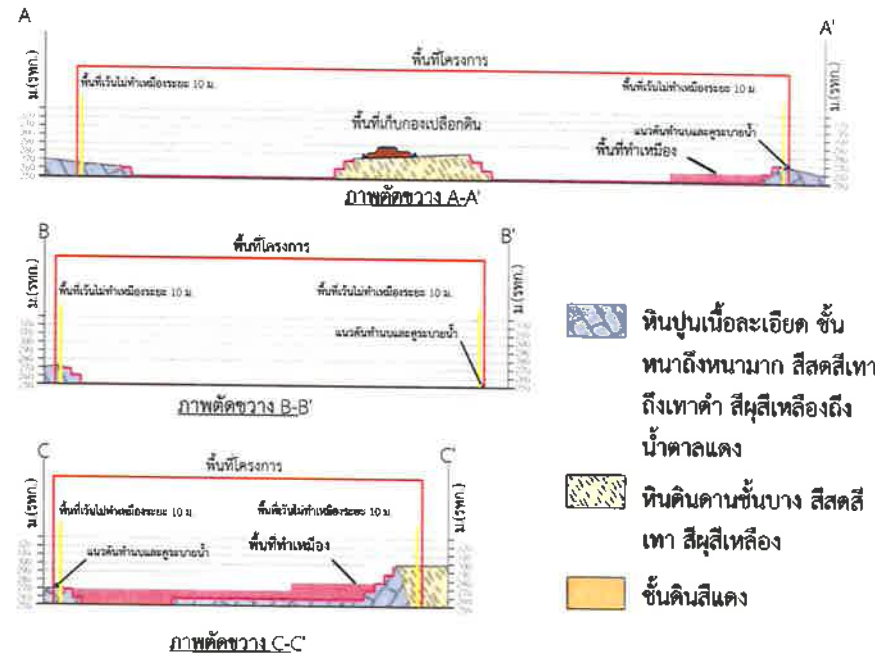 A
A'
ม.(รทก.)
ม.(รทก.)
พื้นที่โครงการ
พื้นที่เว้นไม่ทำเหมืองระยะ 10 ม.
พื้นที่เว้นไม่ทำเหมืองระยะ 10 ม.
พื้นที่เก็บกองเปลือกดิน
แนวคันทำนบและคูระบายน้ำ
พื้นที่ทำเหมือง
ภาพตัดขวาง A-A'
B
B'
ม.(รทก.)
ม.(รทก.)
พื้นที่โครงการ
พื้นที่เว้นไม่ทำเหมืองระยะ 10 ม.
พื้นที่เว้นไม่ทำเหมืองระยะ 10 ม.
แนวคันทำนบและคูระบายน้ำ
ภาพตัดขวาง B-B'
C
C'
ม.(รทก.)
ม.(รทก.)
พื้นที่โครงการ
พื้นที่เว้นไม่ทำเหมืองระยะ 10 ม.
พื้นที่เว้นไม่ทำเหมืองระยะ 10 ม.
แนวคันทำนบและคูระบายน้ำ
พื้นที่ทำเหมือง
ภาพตัดขวาง C-C'
หินปูนเนื้อละเอียด ชั้น
หนาถึงหนามาก สีสดสีเทา
ถึงเทาดำ สีผุสีเหลืองถึง
น้ำตาลแดง
หินดินดานชั้นบาง สีสดสี
เทา สีผุสีเหลือง
ชั้นดินสีแดง